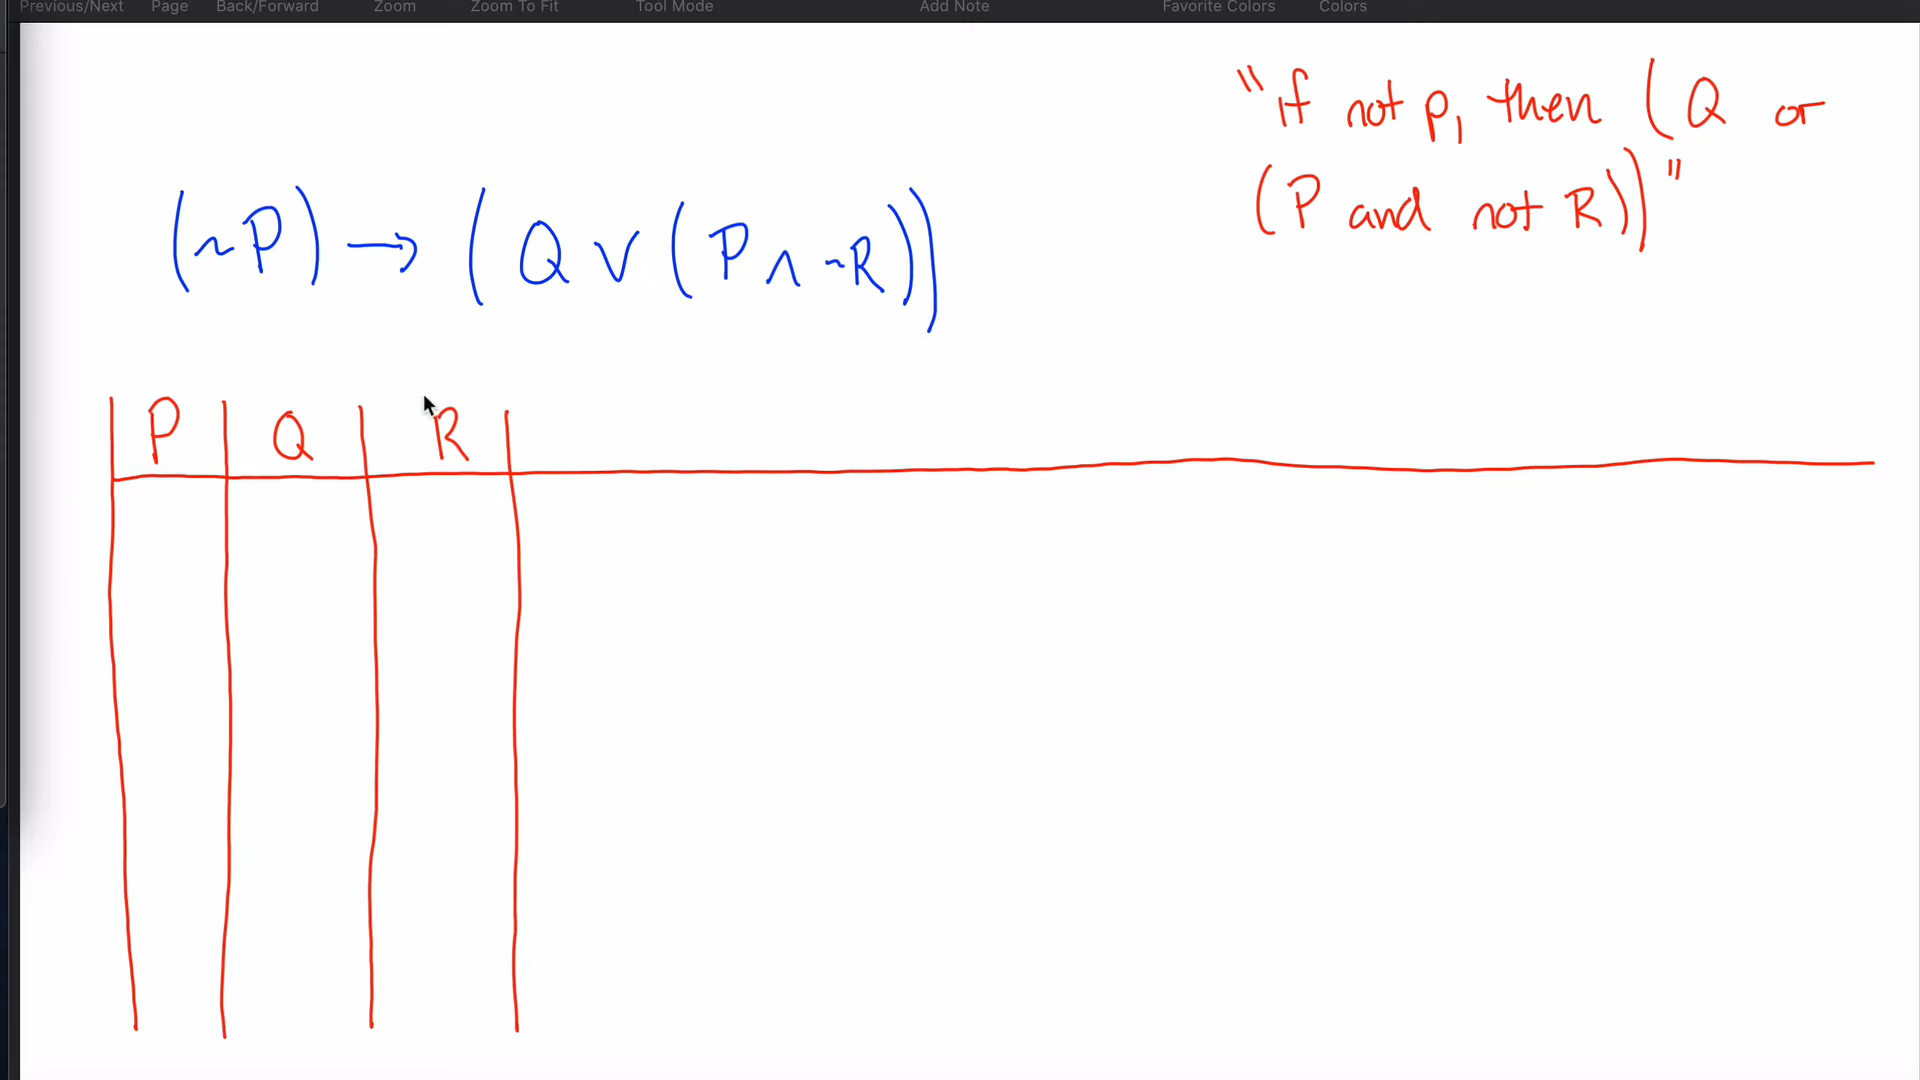 Previous/Next Page Back/Forward Zoom Zoom To Fit Tool Mode Add Note Favorite Colors Colors
"If not P, then (Q or
(P and not R))"
(~P) → (Q ∨ (P ∧ ~R))
P Q R